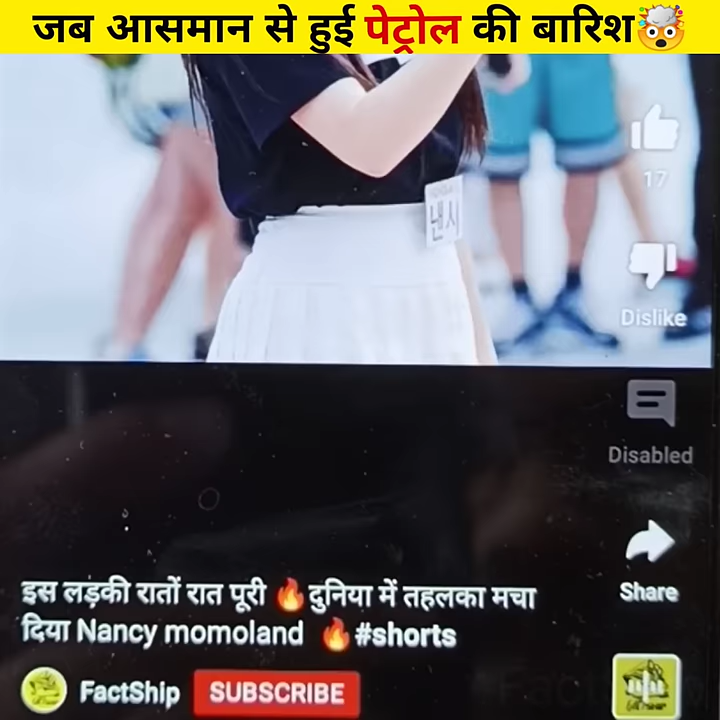 जब आसमान से हुई पेट्रोल की बारिश🤯
낸시
17
Dislike
Disabled
Share
इस लड़की रातों रात पूरी 🔥दुनिया में तहलका मचा
दिया Nancy momoland 🔥#shorts
FactShip
SUBSCRIBE